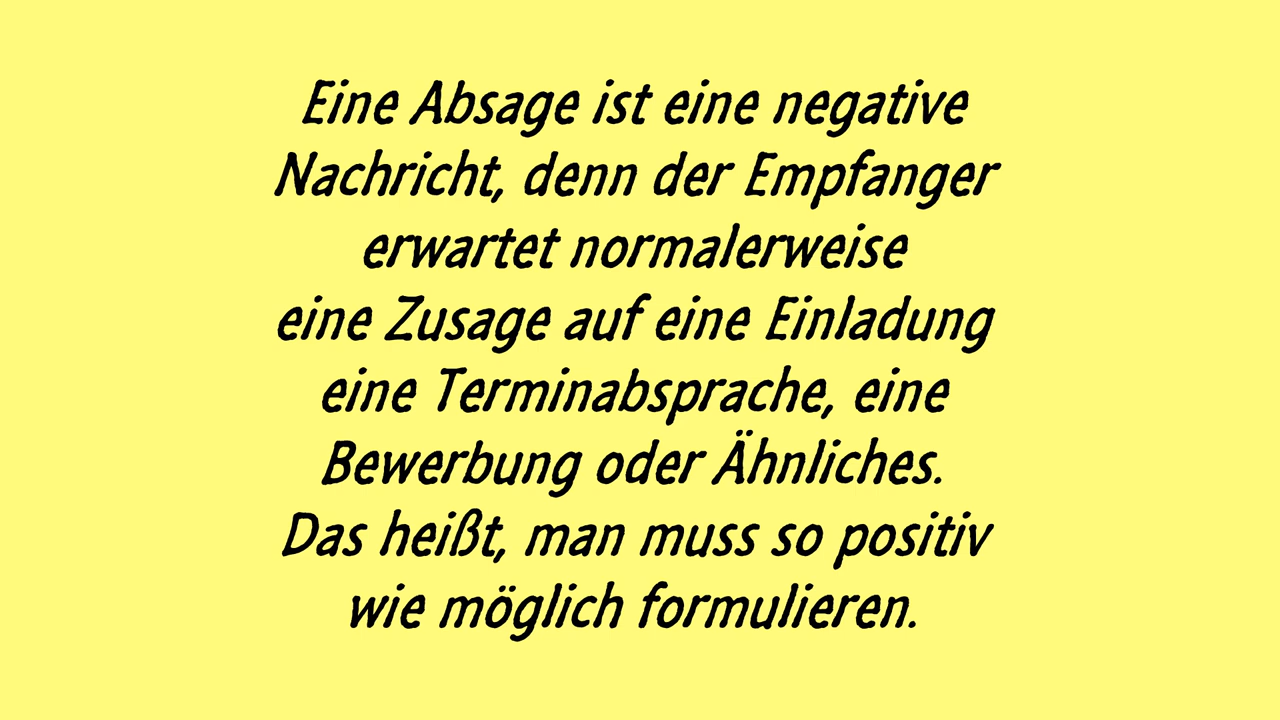 Eine Absage ist eine negative
Nachricht, denn der Empfanger
erwartet normalerweise
eine Zusage auf eine Einladung
eine Terminabsprache, eine
Bewerbung oder Ähnliches.
Das heißt, man muss so positiv
wie möglich formulieren.